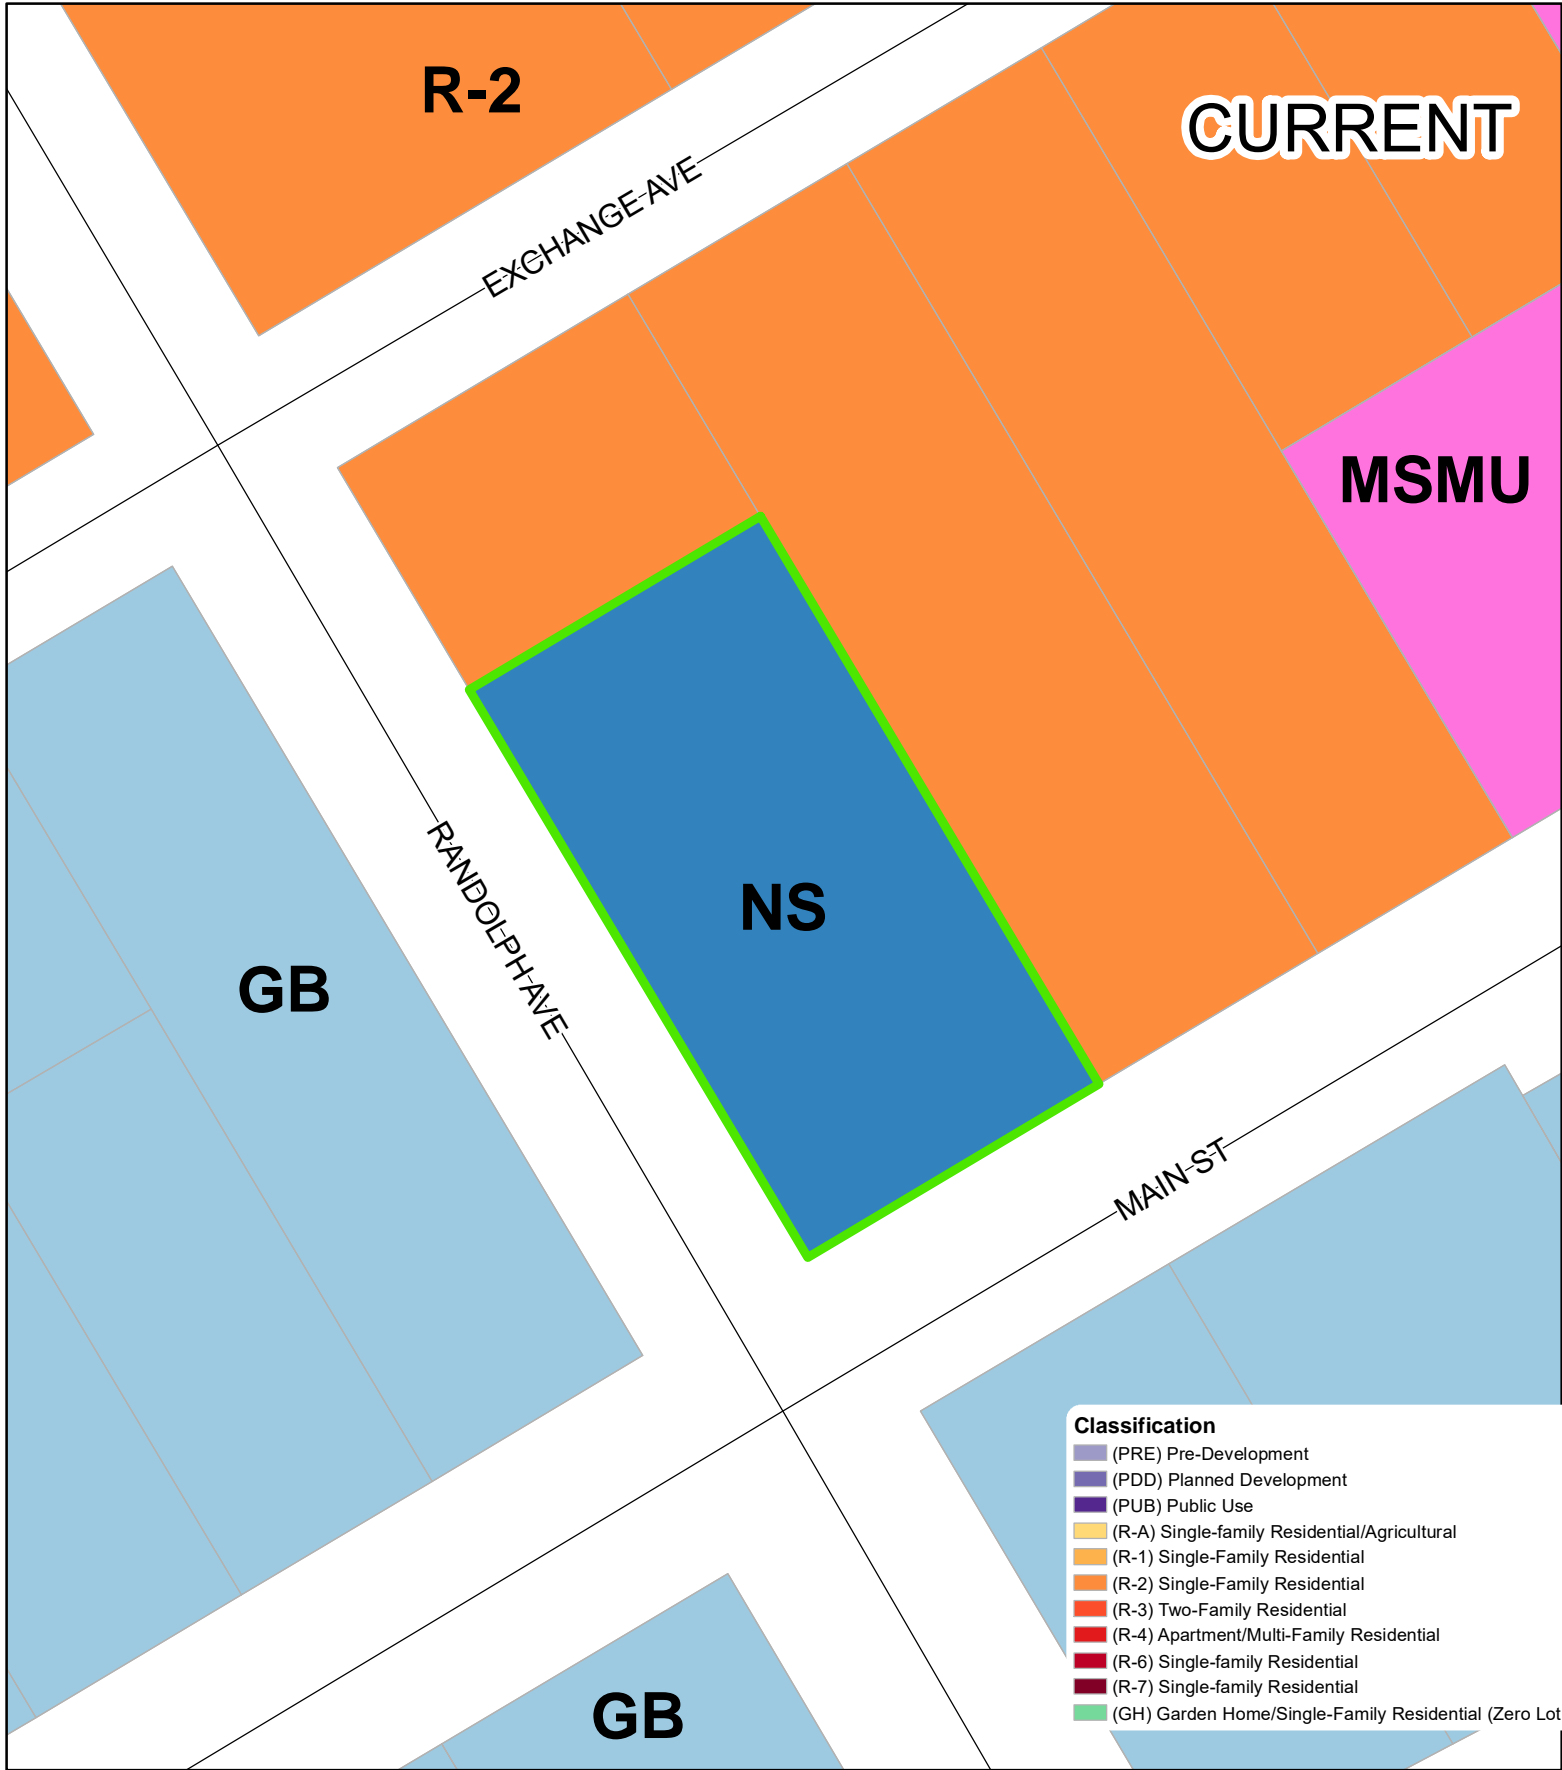 R-2
CURRENT
EXCHANGE AVE
MSMU
RANDOLPH AVE
NS
GB
MAIN ST
GB
Classification
(PRE) Pre-Development
(PDD) Planned Development
(PUB) Public Use
(R-A) Single-family Residential/Agricultural
(R-1) Single-Family Residential
(R-2) Single-Family Residential
(R-3) Two-Family Residential
(R-4) Apartment/Multi-Family Residential
(R-6) Single-family Residential
(R-7) Single-family Residential
(GH) Garden Home/Single-Family Residential (Zero Lot